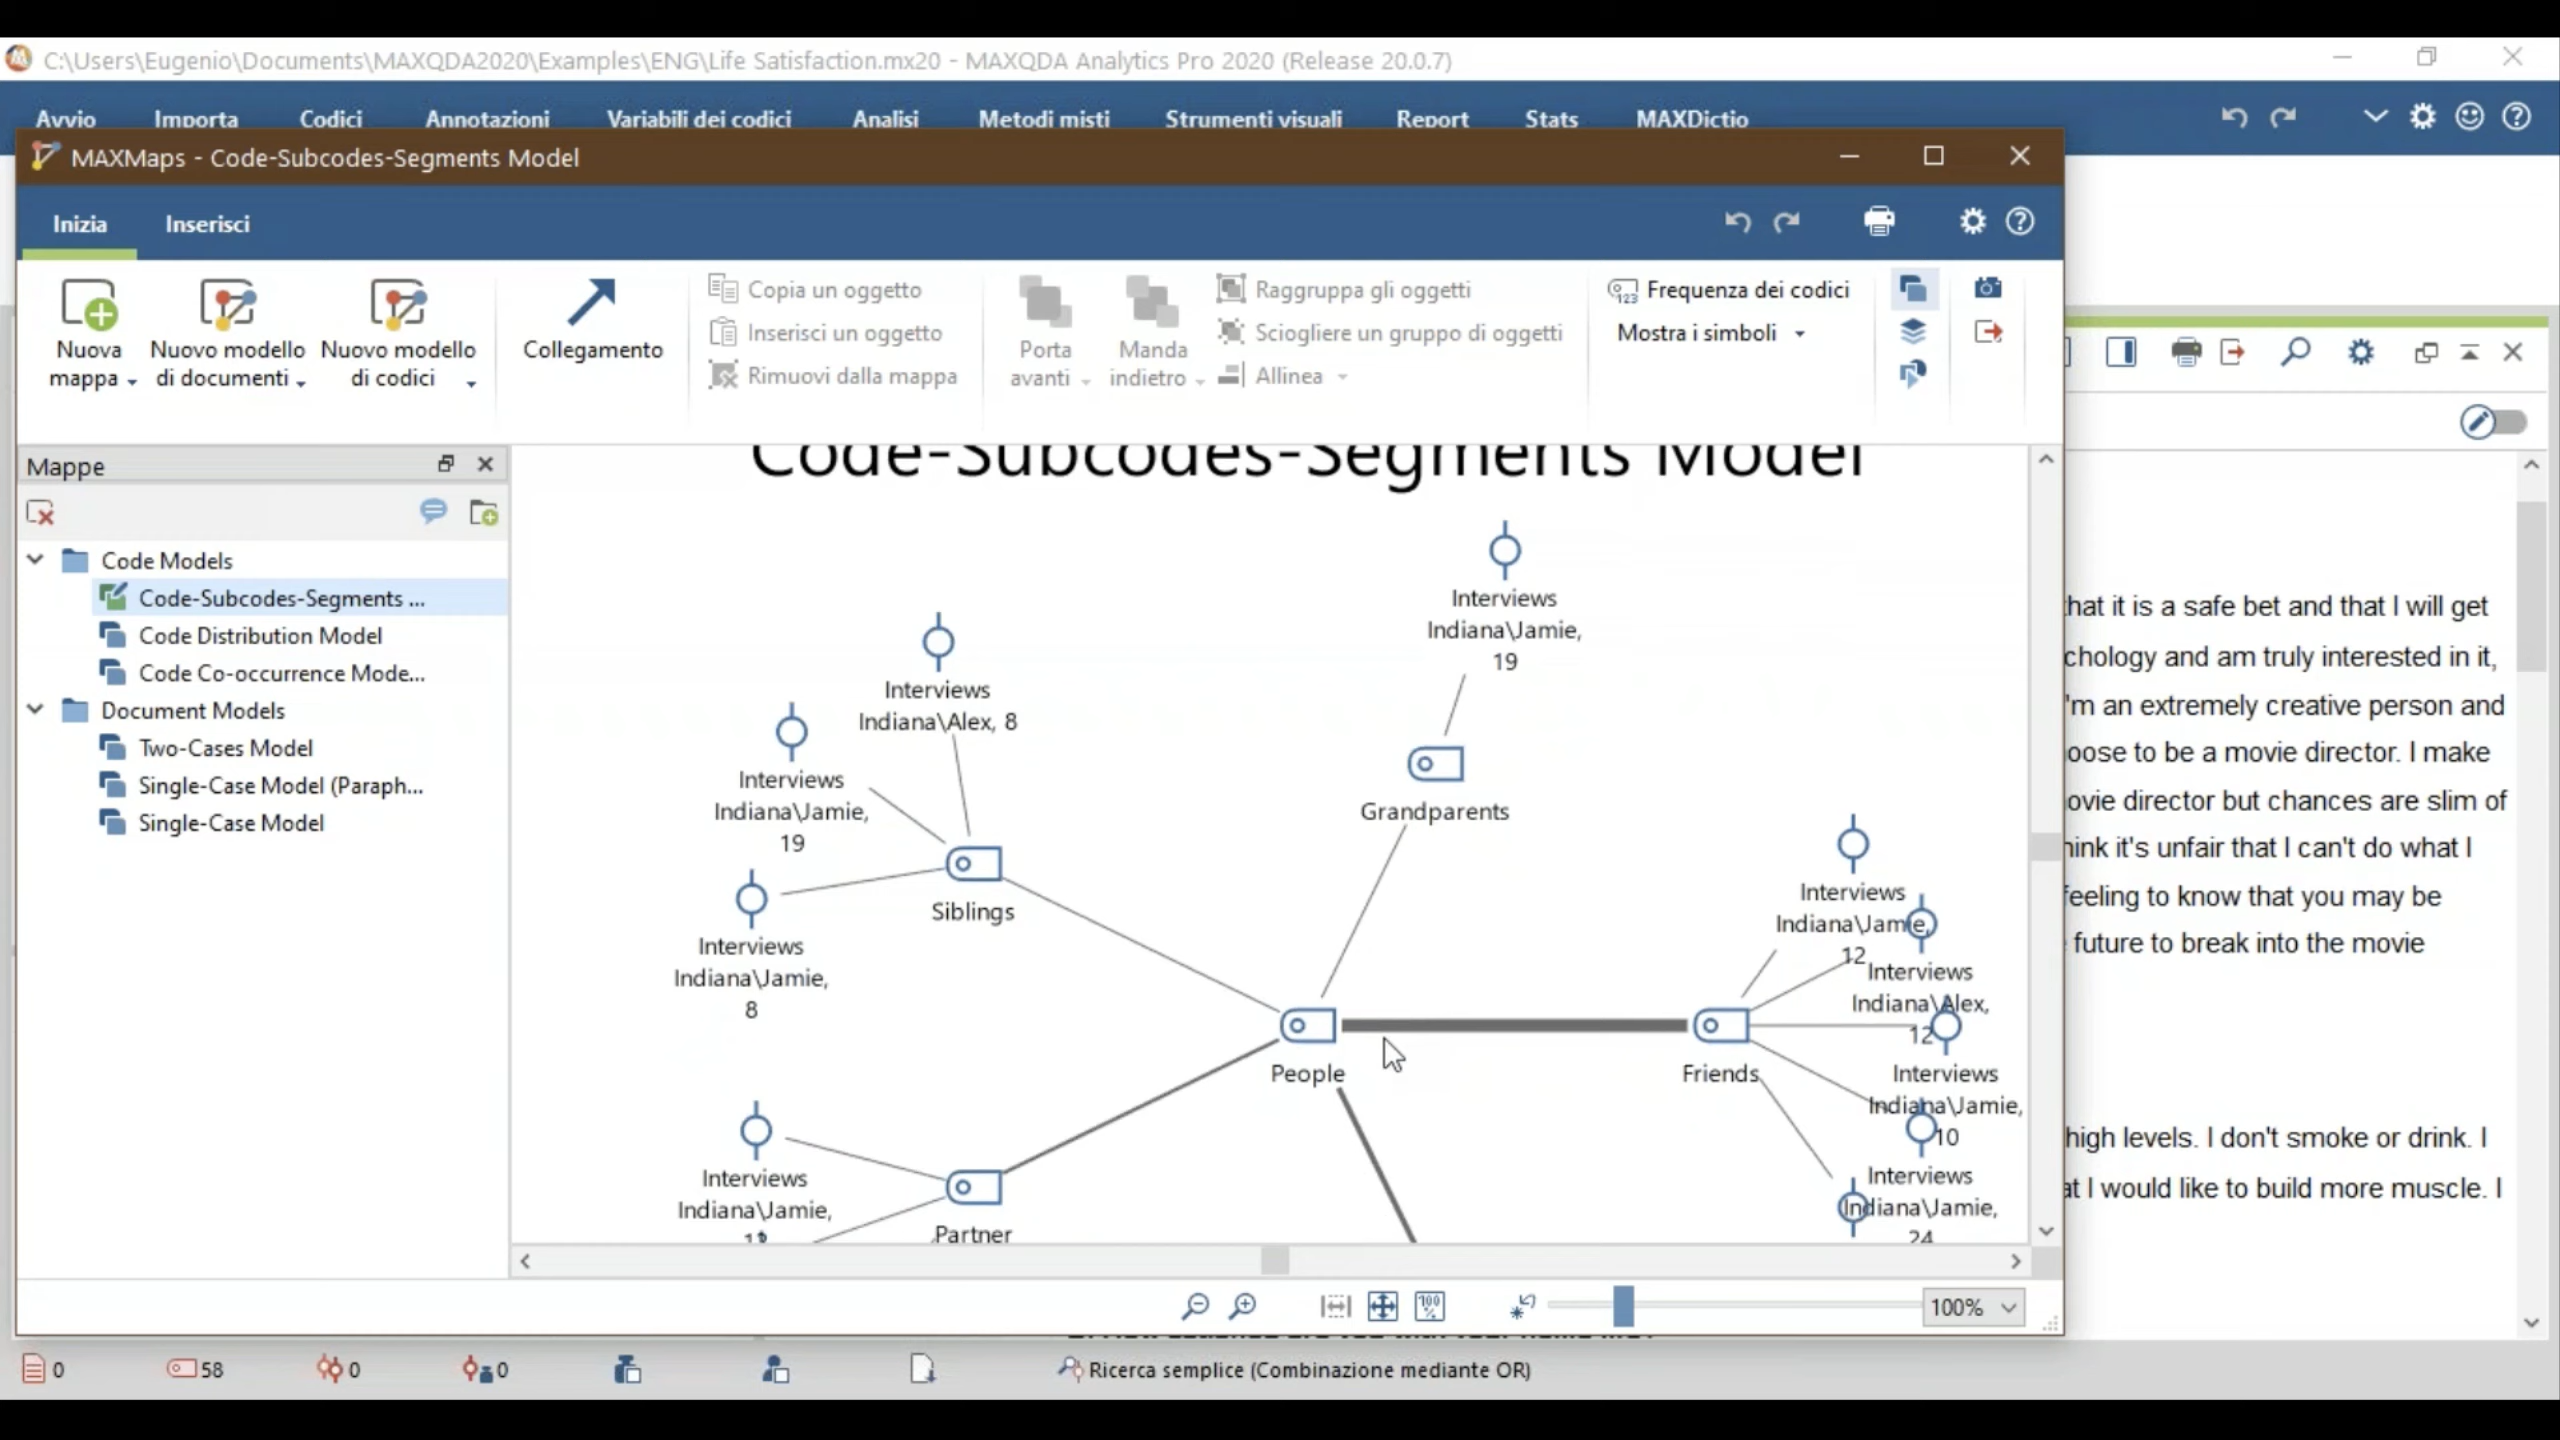 C:\Users\Eugenio\Documents\MAXQDA2020\Examples\ENG\Life Satisfaction.mx20 - MAXQDA Analytics Pro 2020 (Release 20.0.7)
Avvio Importa Codici Annotazioni Variabili dei codici Analisi Metodi misti Strumenti visuali Report Stats MAXDictio
MAXMaps - Code-Subcodes-Segments Model
Inizia Inserisci
Nuova mappa
Nuovo modello di documenti
Nuovo modello di codici
Collegamento
Copia un oggetto
Inserisci un oggetto
Rimuovi dalla mappa
Porta avanti
Manda indietro
Raggruppa gli oggetti
Sciogliere un gruppo di oggetti
Allinea
Frequenza dei codici
Mostra i simboli
Mappe
Code Models
Code-Subcodes-Segments ...
Code Distribution Model
Code Co-occurrence Mode...
Document Models
Two-Cases Model
Single-Case Model (Paraph...
Single-Case Model
Code-Subcodes-Segments Model
Interviews
Indiana\Jamie,
19
Interviews
Indiana\Alex, 8
Interviews
Indiana\Jamie,
19
Grandparents
Siblings
Interviews
Indiana\Jamie,
8
Interviews
Indiana\Jamie,
12
Interviews
Indiana\Alex,
12
People
Friends
Interviews
Indiana\Jamie,
10
Interviews
Indiana\Jamie,
24
Interviews
Indiana\Jamie,
Partner
100%
hat it is a safe bet and that I will get
chology and am truly interested in it,
'm an extremely creative person and
oose to be a movie director. I make
ovie director but chances are slim of
hink it's unfair that I can't do what I
feeling to know that you may be
future to break into the movie
high levels. I don't smoke or drink. I
at I would like to build more muscle. I
0 58 0 0 Ricerca semplice (Combinazione mediante OR)